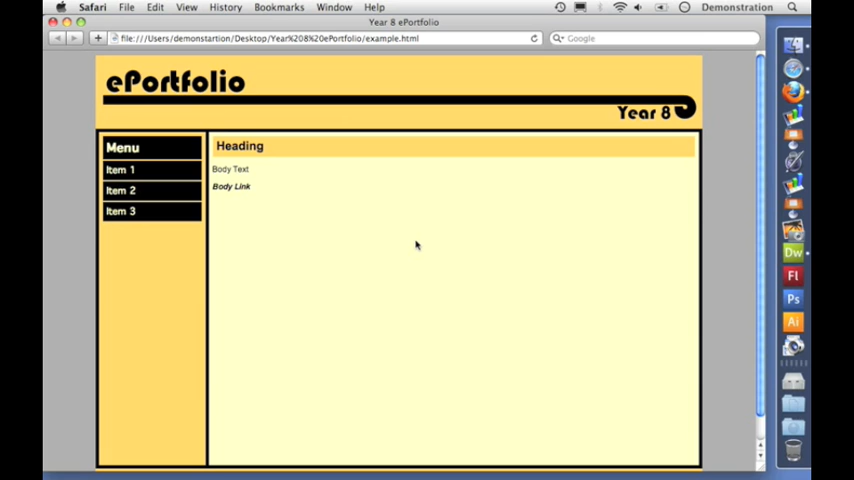 Safari File Edit View History Bookmarks Window Help Demonstration
Year 8 ePortfolio
file:///Users/demonstartion/Desktop/Year%208%20ePortfolio/example.html
Google
ePortfolio
Year 8
Menu
Item 1
Item 2
Item 3
Heading
Body Text
Body Link
Dw
Fl
Ps
Ai